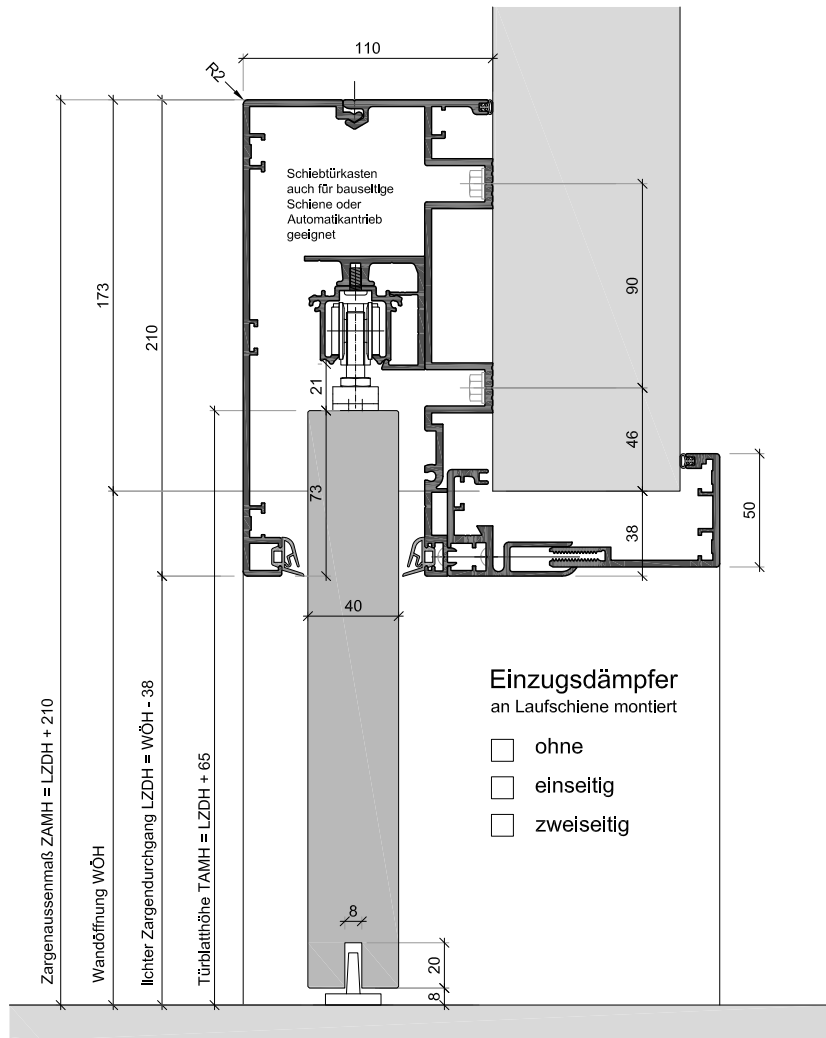 110
R2
Schiebtürkasten
auch für bauseitige
Schiene oder
Automatikantrieb
geeignet
173
210
90
21
46
73
38
50
40
Einzugsdämpfer
an Laufschiene montiert
ohne
einseitig
zweiseitig
Zargenaussenmaß ZAMH = LZDH + 210
Wandöffnung WÖH
lichter Zargendurchgang LZDH = WÖH - 38
Türblatthöhe TAMH = LZDH + 65
8
20
8